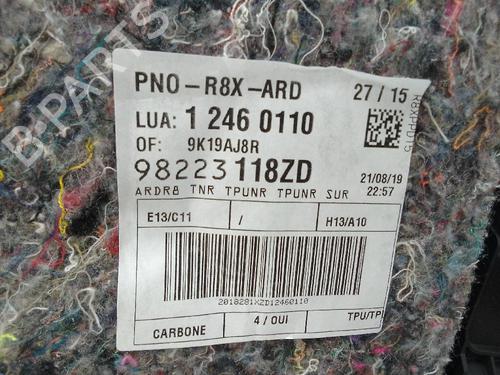 PNO-R8X-ARD 27 / 15
LUA: 1 246 0110
OF: 9K19AJ8R
98223118ZD 21/08/19
22:57
ARDR8 TNR TPUNR TPUNR SUR
E13/C11 / H13/A10
2010281XZD12460110
CARBONE 4 / OUI TPU/TP
B-PARTS